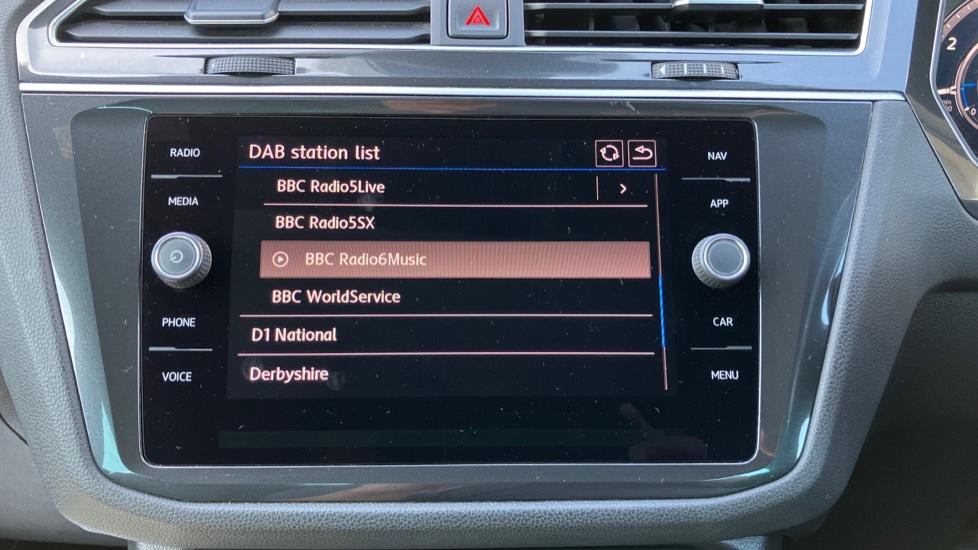 RADIO
MEDIA
PHONE
VOICE
DAB station list
BBC Radio5Live
BBC Radio5SX
BBC Radio6Music
BBC WorldService
D1 National
Derbyshire
NAV
APP
CAR
MENU
2